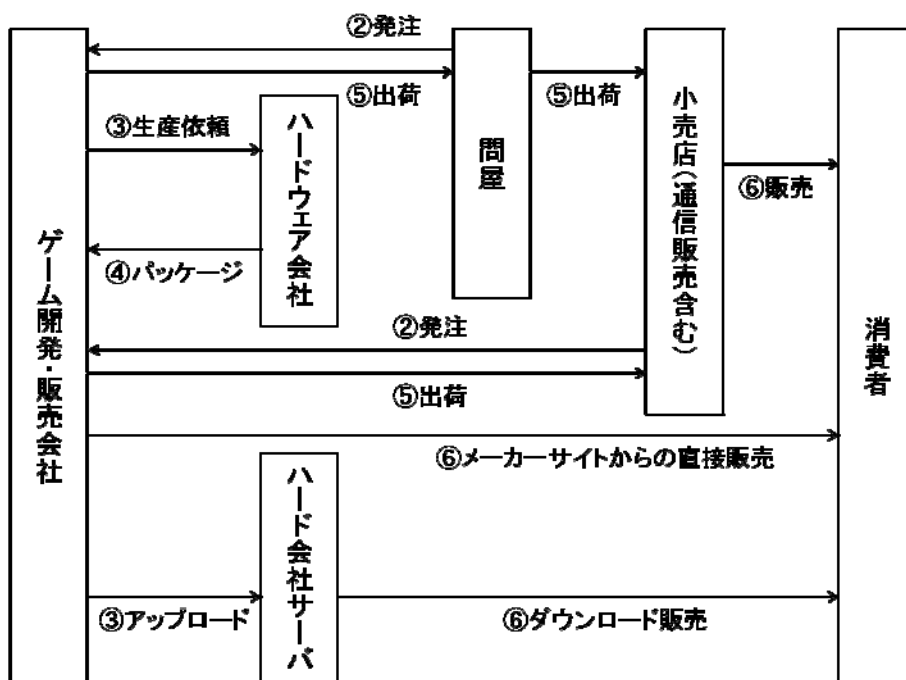 ②発注
⑤出荷
⑤出荷
③生産依頼
ハードウェア会社
問屋
小売店(通信販売含む)
⑥販売
④パッケージ
ゲーム開発・販売会社
②発注
消費者
⑤出荷
⑥メーカーサイトからの直接販売
ハード会社サーバ
③アップロード
⑥ダウンロード販売